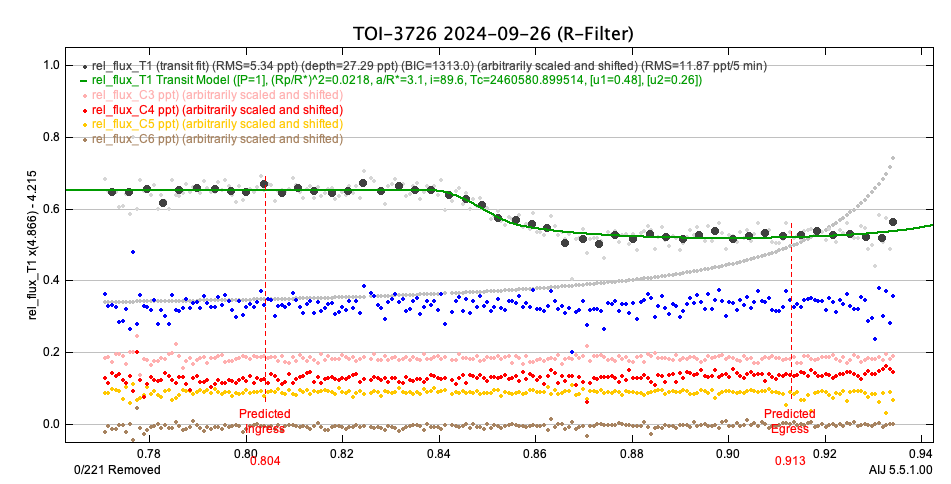 TOI-3726 2024-09-26 (R-Filter)
rel_flux_T1 (transit fit) (RMS=5.34 ppt) (depth=27.29 ppt) (BIC=1313.0) (arbitrarily scaled and shifted) (RMS=11.87 ppt/5 min)
rel_flux_T1 Transit Model ([P=1], (Rp/R*)^2=0.0218, a/R*=3.1, i=89.6, Tc=2460580.899514, [u1=0.48], [u2=0.26])
rel_flux_C3 ppt) (arbitrarily scaled and shifted)
rel_flux_C4 ppt) (arbitrarily scaled and shifted)
rel_flux_C5 ppt) (arbitrarily scaled and shifted)
rel_flux_C6 ppt) (arbitrarily scaled and shifted)
rel_flux_T1 x(4.866) - 4.215
1.0
0.8
0.6
0.4
0.2
0.0
Predicted
Ingress
0.804
Predicted
Egress
0.913
0.78 0.80 0.82 0.84 0.86 0.88 0.90 0.92 0.94
0/221 Removed
AIJ 5.5.1.00